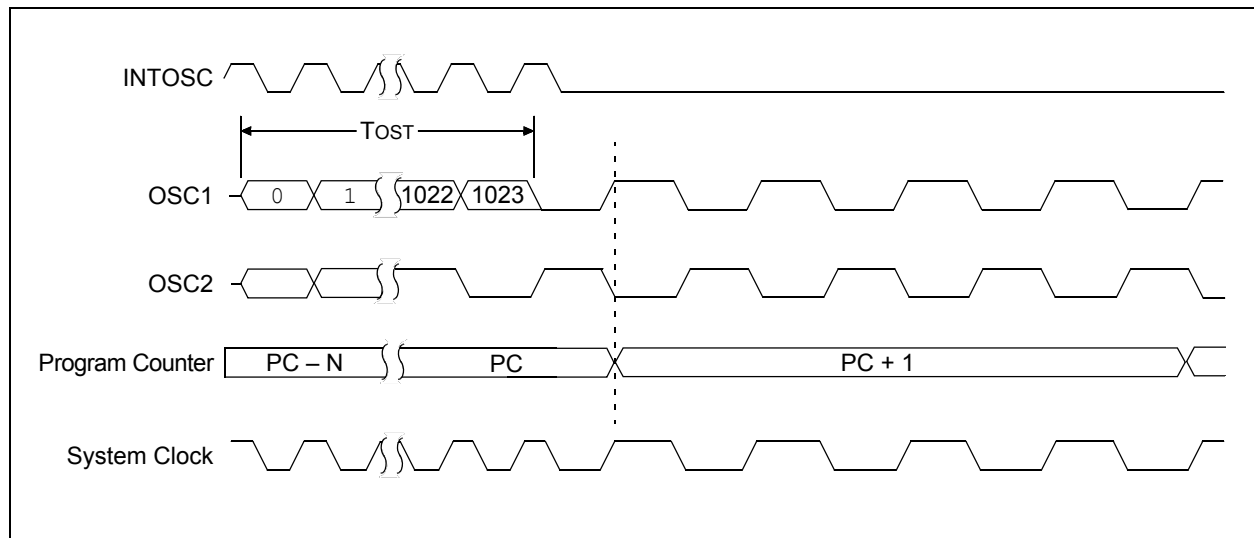 INTOSC
TOST
OSC1 0 1 1022 1023
OSC2
Program Counter PC – N PC PC + 1
System Clock